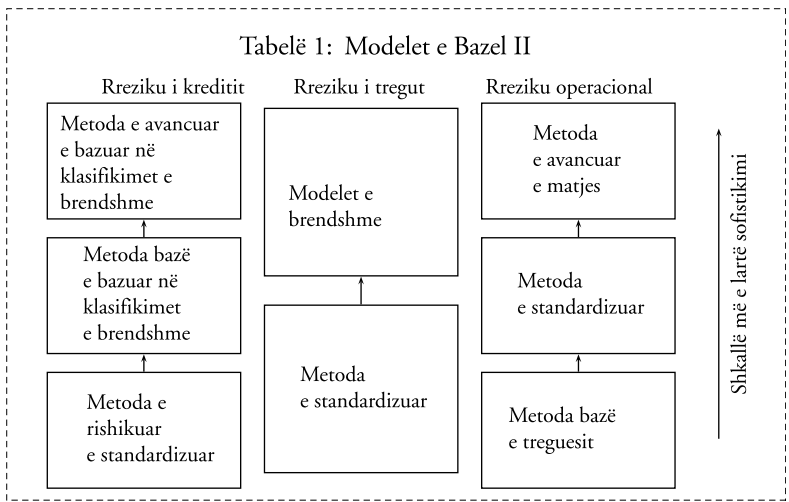 Tabelë 1: Modelet e Bazel II
Rreziku i kreditit
Metoda e avancuar
e bazuar në
klasifikimet e
brendshme
Metoda bazë
e bazuar në
klasifikimet
e brendshme
Metoda e
rishikuar
e standardizuar
Rreziku i tregut
Modelet e
brendshme
Metoda
e standardizuar
Rreziku operacional
Metoda
e avancuar
e matjes
Metoda
e standardizuar
Metoda bazë
e treguesit
Shkallë më e lartë sofistikimi